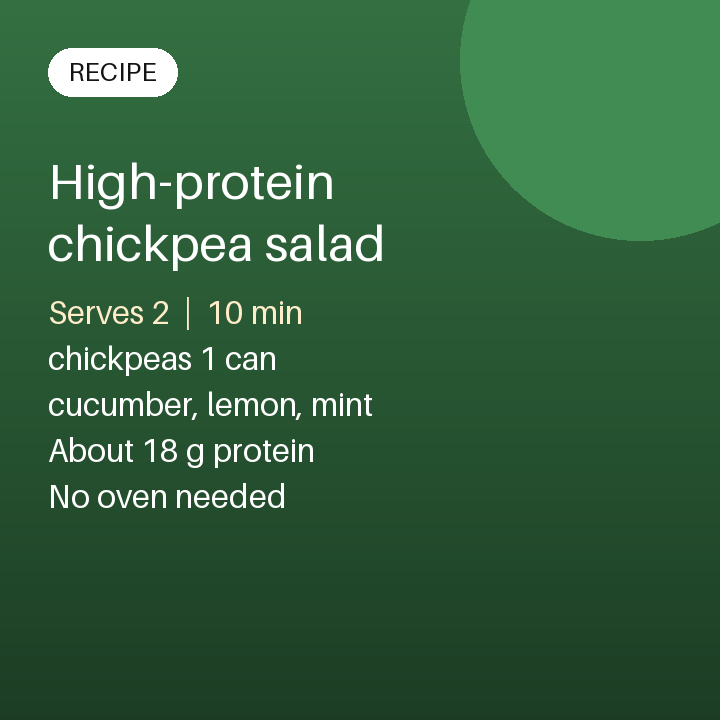 RECIPE
High-protein
chickpea salad
Serves 2 | 10 min
chickpeas 1 can
cucumber, lemon, mint
About 18 g protein
No oven needed